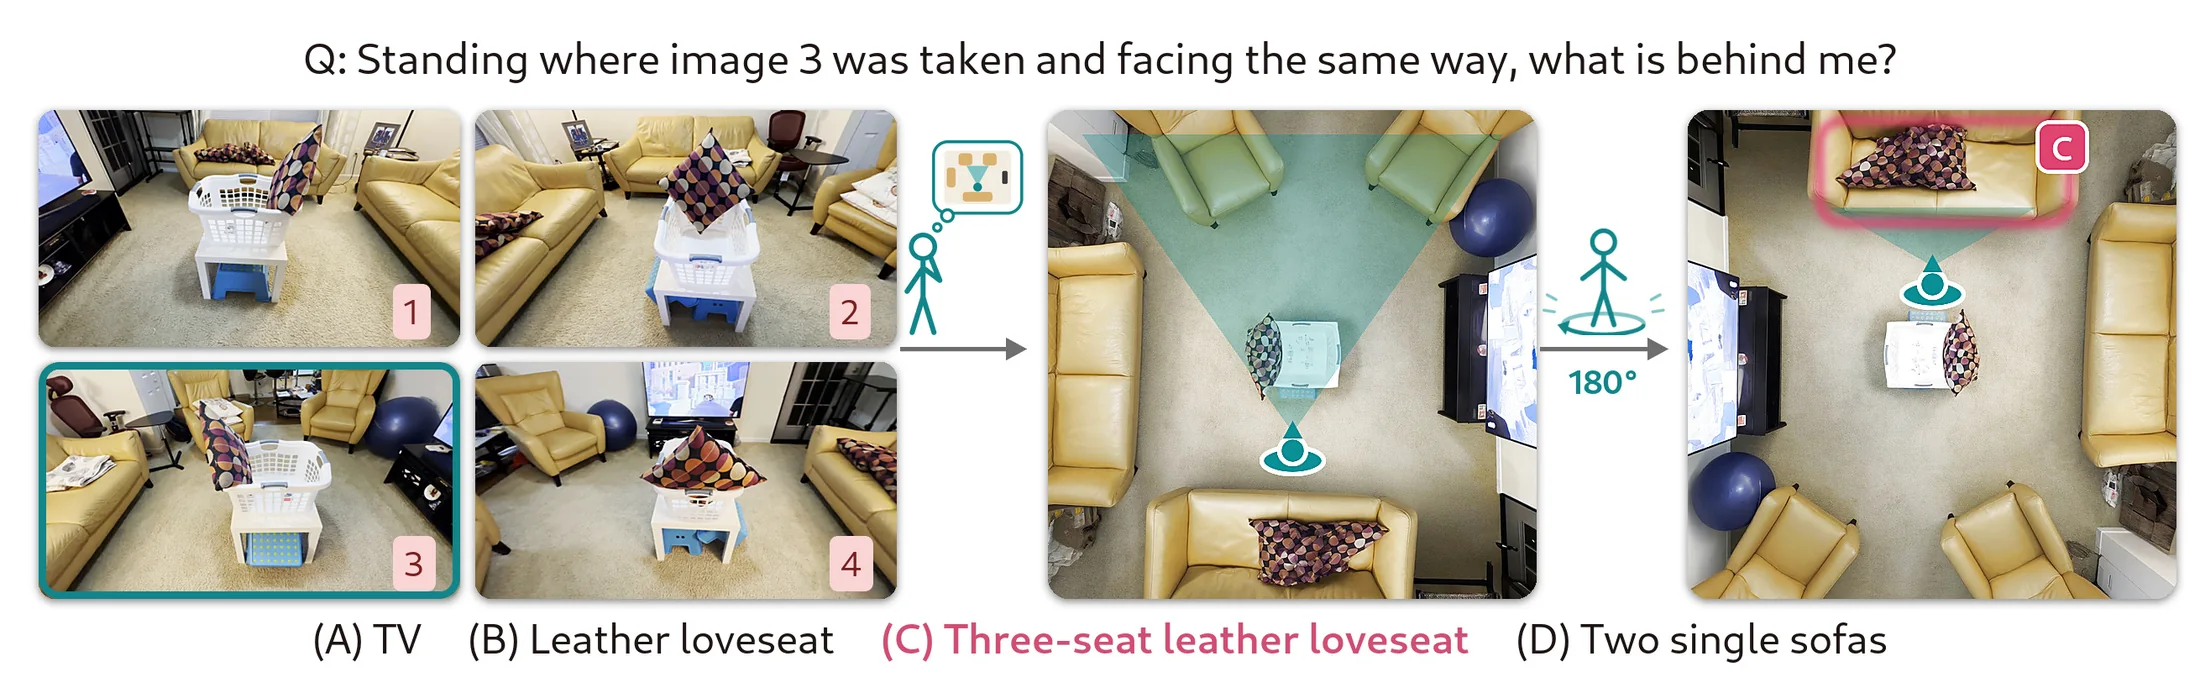 Q: Standing where image 3 was taken and facing the same way, what is behind me?
1
2
3
4
180°
C
(A) TV (B) Leather loveseat (C) Three-seat leather loveseat (D) Two single sofas